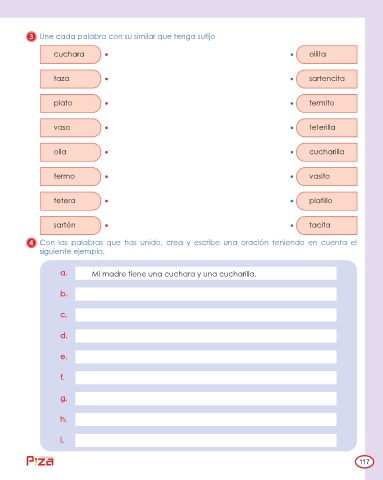 3 Une cada palabra con su similar que tenga sufijo
cuchara • • ollita
taza • • sartencita
plato • • termito
vaso • • teterilla
olla • • cucharilla
termo • • vasito
tetera • • platillo
sartén • • tacita
4 Con las palabras que has unido, crea y escribe una oración teniendo en cuenta el
siguiente ejemplo.
a. Mi madre tiene una cuchara y una cucharilla.
b.
c.
d.
e.
f.
g.
h.
i.
Piza
117